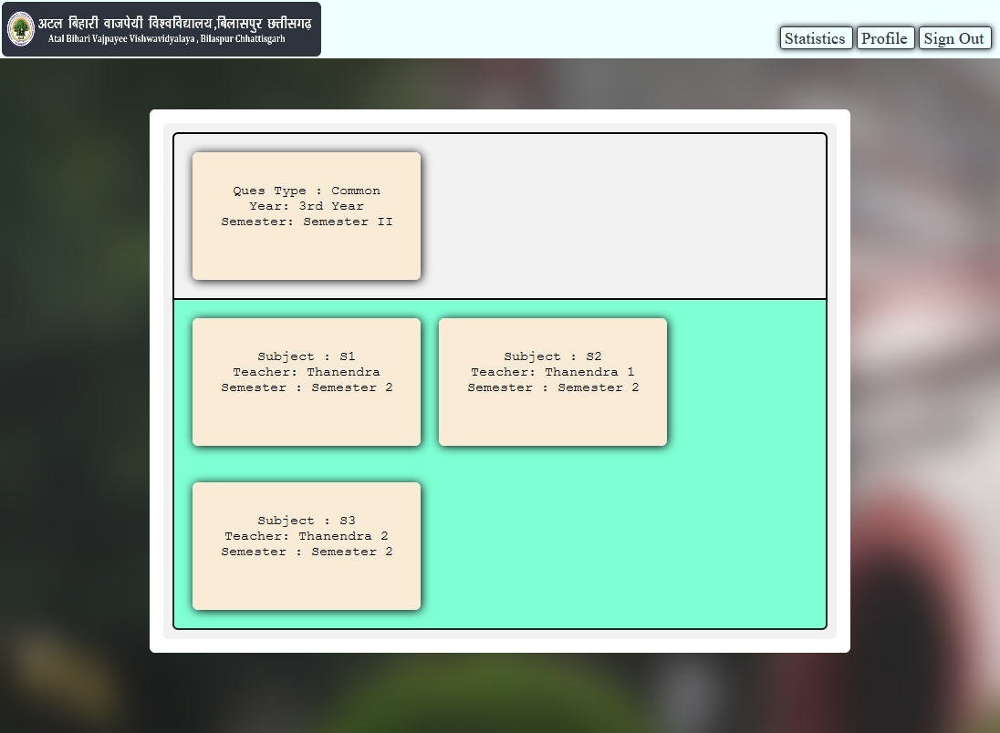 अटल बिहारी वाजपेयी विश्वविद्यालय ,बिलासपुर छत्तीसगढ़
Atal Bihari Vajpayee Vishwavidyalaya , Bilaspur Chhattisgarh
Statistics
Profile
Sign Out
Ques Type : Common
Year: 3rd Year
Semester: Semester II
Subject : S1
Teacher: Thanendra
Semester : Semester 2
Subject : S2
Teacher: Thanendra 1
Semester : Semester 2
Subject : S3
Teacher: Thanendra 2
Semester : Semester 2